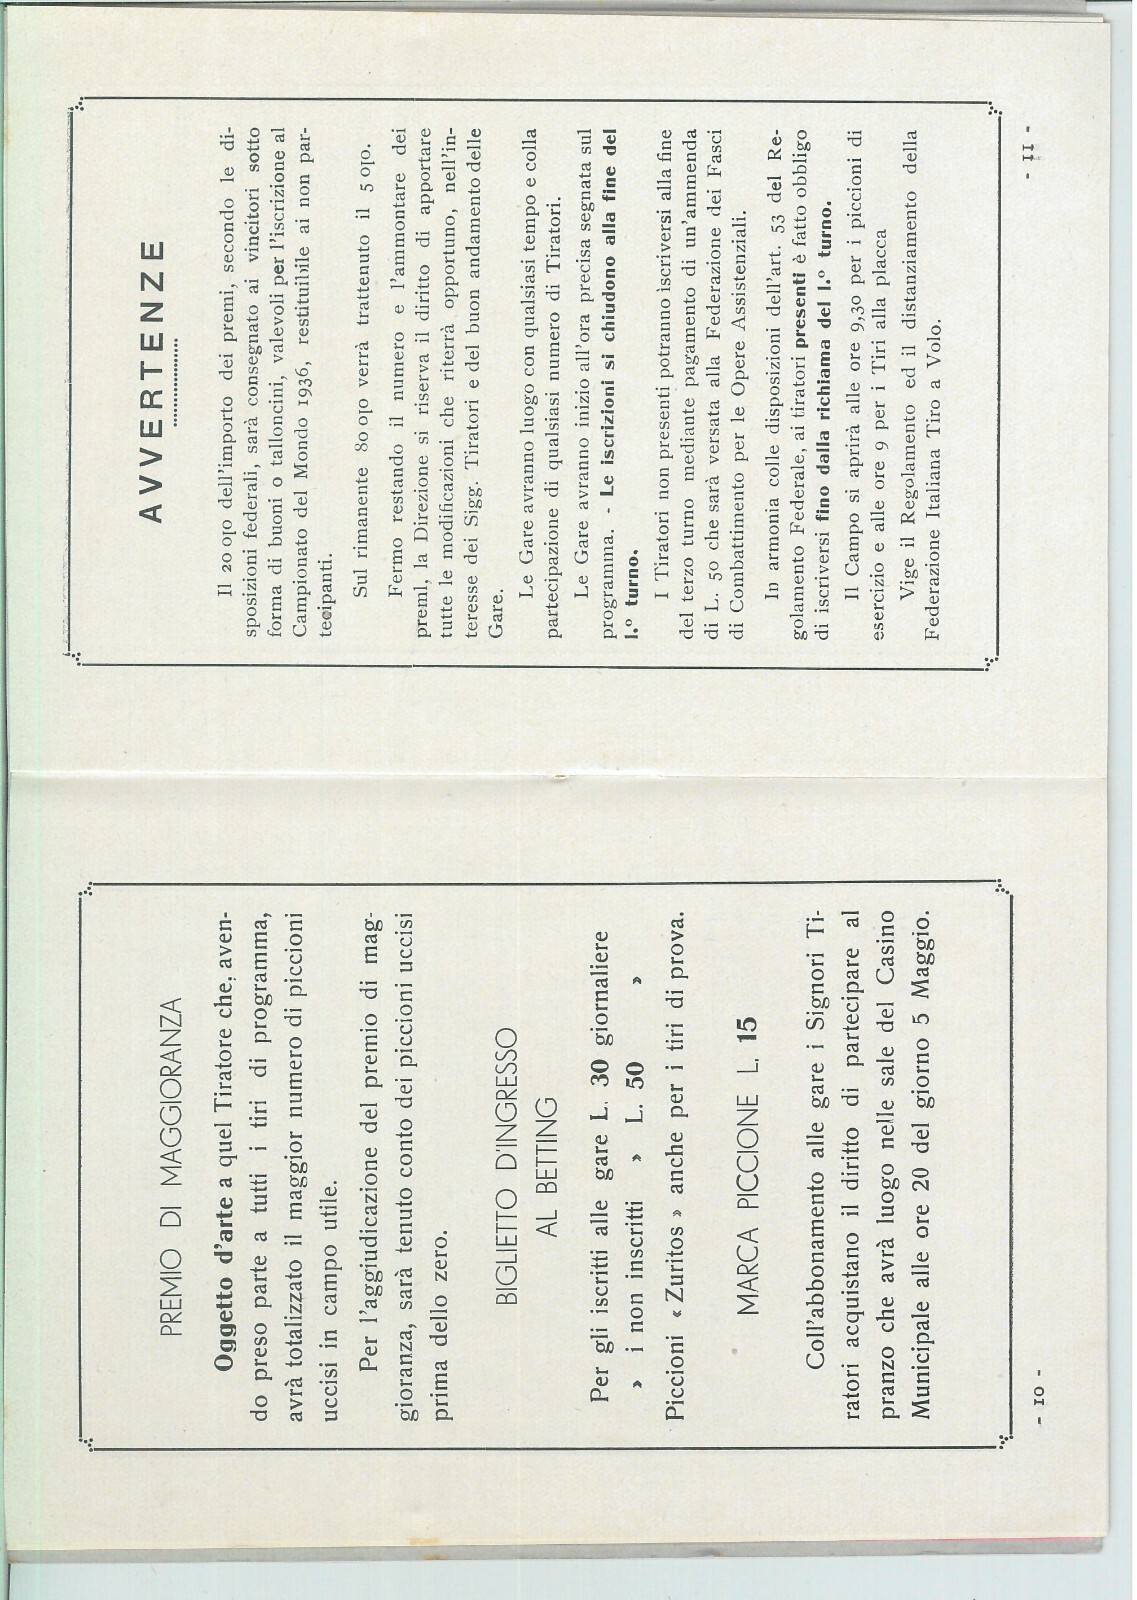 PREMIO DI MAGGIORANZA
Oggetto d'arte a quel Tiratore che, aven-
do preso parte a tutti i tiri di programma,
avrà totalizzato il maggior numero di piccioni
uccisi in campo utile.
Per l'aggiudicazione del premio di mag-
gioranza, sarà tenuto conto dei piccioni uccisi
prima dello zero.
BIGLIETTO D'INGRESSO
AL BETTING
Per gli iscritti alle gare L. 30 giornaliere
» i non inscritti » L. 50 »
Piccioni « Zuritos » anche per i tiri di prova.
MARCA PICCIONE L. 15
Coll'abbonamento alle gare i Signori Ti-
ratori acquistano il diritto di partecipare al
pranzo che avrà luogo nelle sale del Casino
Municipale alle ore 20 del giorno 5 Maggio.
- 10 -
AVVERTENZE
Il 20 o|o dell'importo dei premi, secondo le di-
sposizioni federali, sarà consegnato ai vincitori sotto
forma di buoni o talloncini, valevoli per l'iscrizione al
Campionato del Mondo 1936, restituibile ai non par-
tecipanti.
Sul rimanente 80 o|o verrà trattenuto il 5 o|o.
Fermo restando il numero e l'ammontare dei
premI, la Direzione si riserva il diritto di apportare
tutte le modificazioni che riterrà opportuno, nell'in-
teresse dei Sigg. Tiratori e del buon andamento delle
Gare.
Le Gare avranno luogo con qualsiasi tempo e colla
partecipazione di qualsiasi numero di Tiratori.
Le Gare avranno inizio all'ora precisa segnata sul
programma. - Le iscrizioni si chiudono alla fine del
I.º turno.
I Tiratori non presenti potranno iscriversi alla fine
del terzo turno mediante pagamento di un'ammenda
di L. 50 che sarà versata alla Federazione dei Fasci
di Combattimento per le Opere Assistenziali.
In armonia colle disposizioni dell'art. 53 del Re-
golamento Federale, ai tiratori presenti è fatto obbligo
di iscriversi fino dalla richiama del I.º turno.
Il Campo si aprirà alle ore 9,30 per i piccioni di
esercizio e alle ore 9 per i Tiri alla placca
Vige il Regolamento ed il distanziamento della
Federazione Italiana Tiro a Volo.
- 11 -